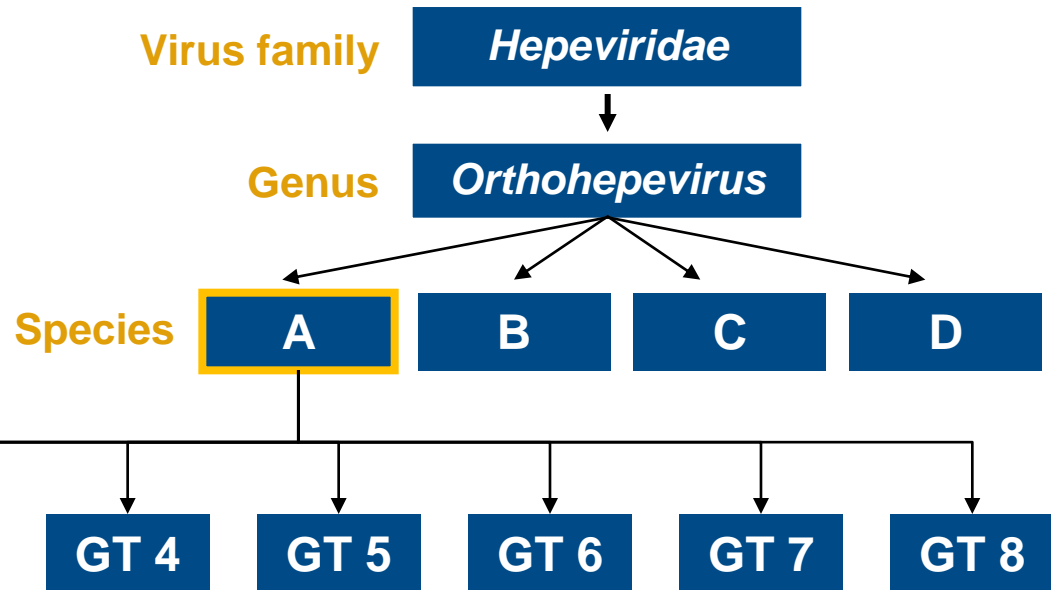 Virus family
Hepeviridae
Genus
Orthohepevirus
Species
A
B
C
D
GT 4
GT 5
GT 6
GT 7
GT 8